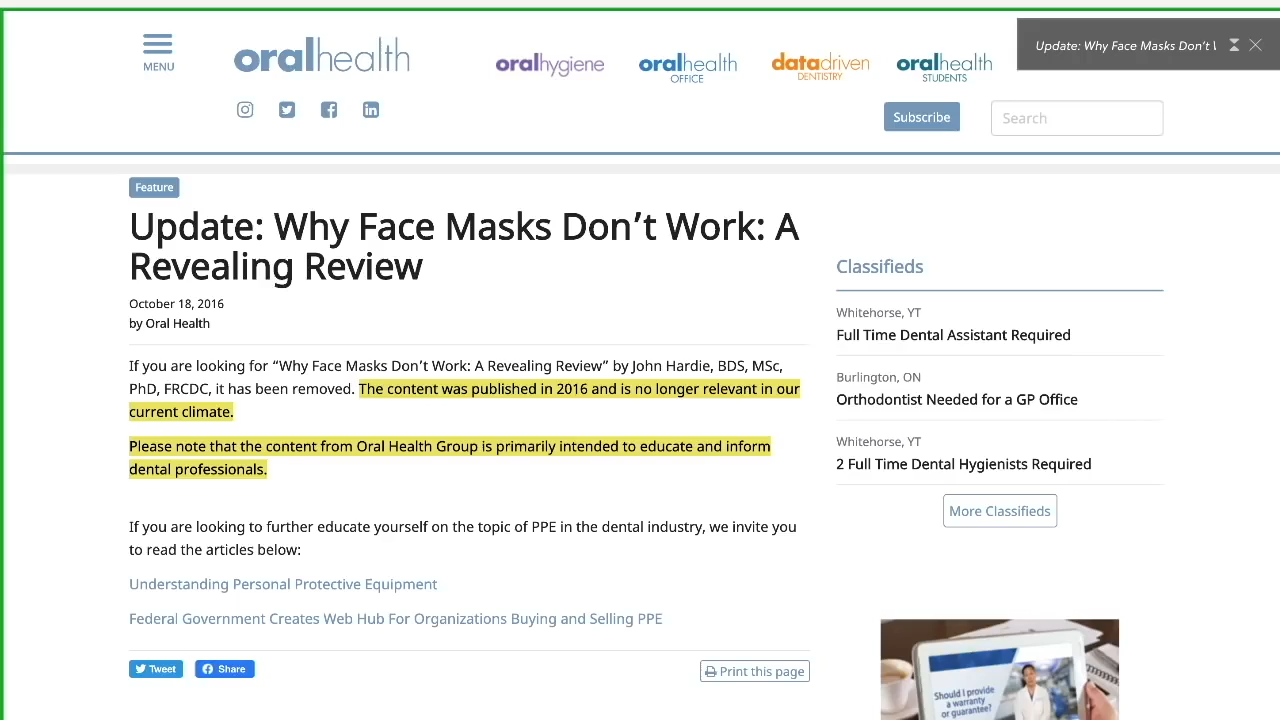 MENU
oralhealth
oralhygiene
oralhealth
OFFICE
datadriven
DENTISTRY
oralhealth
STUDENTS
Update: Why Face Masks Don't
Subscribe
Search
Feature
Update: Why Face Masks Don’t Work: A
Revealing Review
October 18, 2016
by Oral Health
If you are looking for “Why Face Masks Don’t Work: A Revealing Review” by John Hardie, BDS, MSc,
PhD, FRCDC, it has been removed. The content was published in 2016 and is no longer relevant in our
current climate.
Please note that the content from Oral Health Group is primarily intended to educate and inform
dental professionals.
If you are looking to further educate yourself on the topic of PPE in the dental industry, we invite you
to read the articles below:
Understanding Personal Protective Equipment
Federal Government Creates Web Hub For Organizations Buying and Selling PPE
Tweet
Share
Print this page
Classifieds
Whitehorse, YT
Full Time Dental Assistant Required
Burlington, ON
Orthodontist Needed for a GP Office
Whitehorse, YT
2 Full Time Dental Hygienists Required
More Classifieds
Should I provide
a warranty
or guarantee?